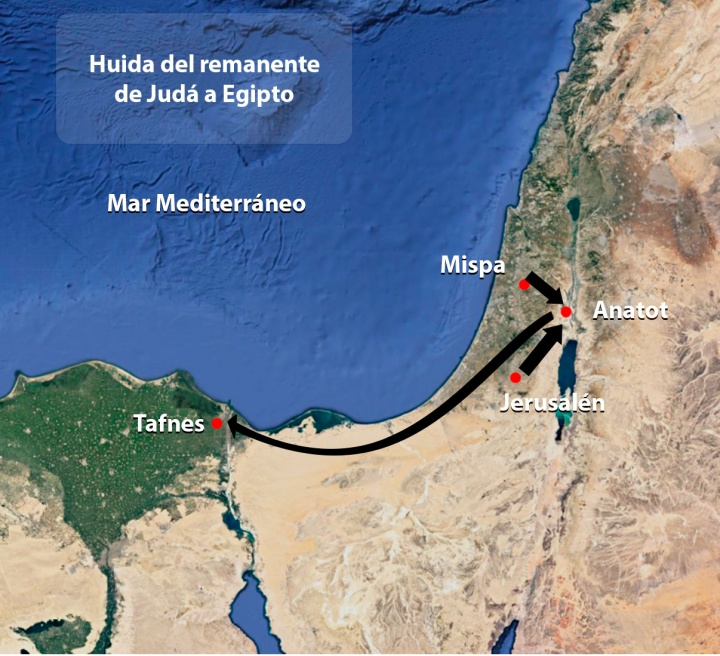 Huida del remanente
de Judá a Egipto
Mar Mediterráneo
Mispa
Anatot
Jerusalén
Tafnes